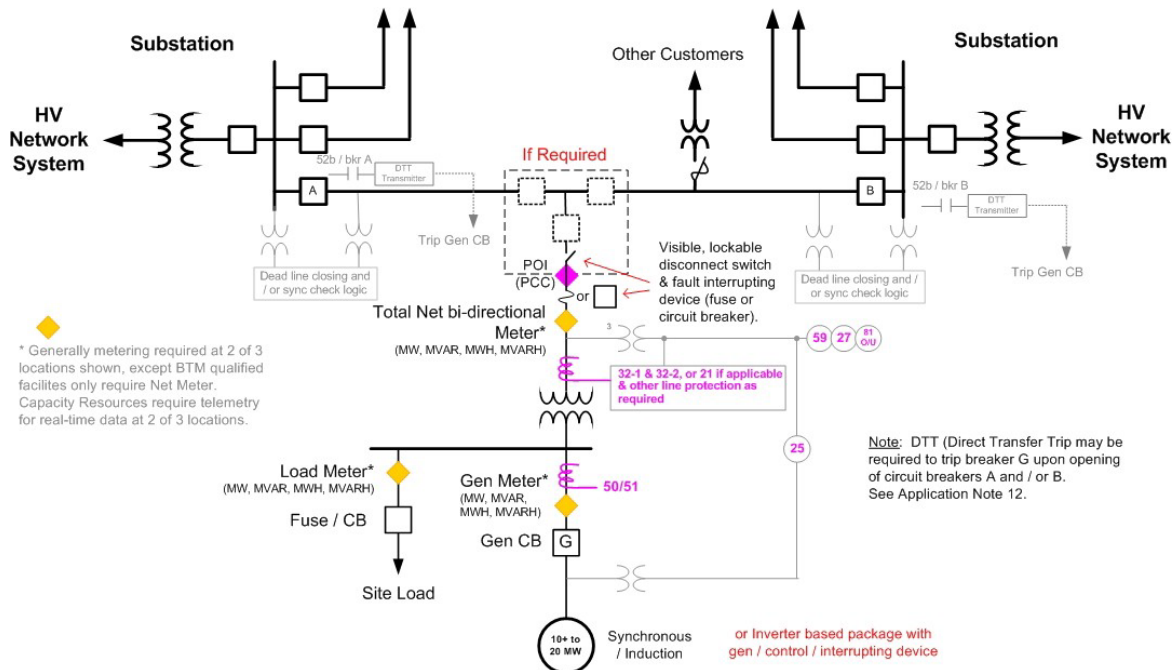 Substation
Substation
Other Customers
HV
Network
System
HV
Network
System
If Required
52b / bkr A
DTT
Transmitter
A
B
52b / bkr B
DTT
Transmitter
Trip Gen CB
Trip Gen CB
Dead line closing and
/ or sync check logic
Dead line closing and /
or sync check logic
POI
(PCC)
Visible, lockable
disconnect switch
& fault interrupting
device (fuse or
circuit breaker).
or
Total Net bi-directional
Meter*
(MW, MVAR, MWH, MVARH)
3
59
27
81
O/U
* Generally metering required at 2 of 3
locations shown, except BTM qualified
facilites only require Net Meter.
Capacity Resources require telemetry
for real-time data at 2 of 3 locations.
32-1 & 32-2, or 21 if applicable
& other line protection as
required
25
Note: DTT (Direct Transfer Trip may be
required to trip breaker G upon opening
of circuit breakers A and / or B.
See Application Note 12.
Load Meter*
(MW, MVAR, MWH, MVARH)
Gen Meter*
(MW, MVAR,
MWH, MVARH)
50/51
Fuse / CB
Gen CB
G
Site Load
10+ to
20 MW
Synchronous
/ Induction
or Inverter based package with
gen / control / interrupting device